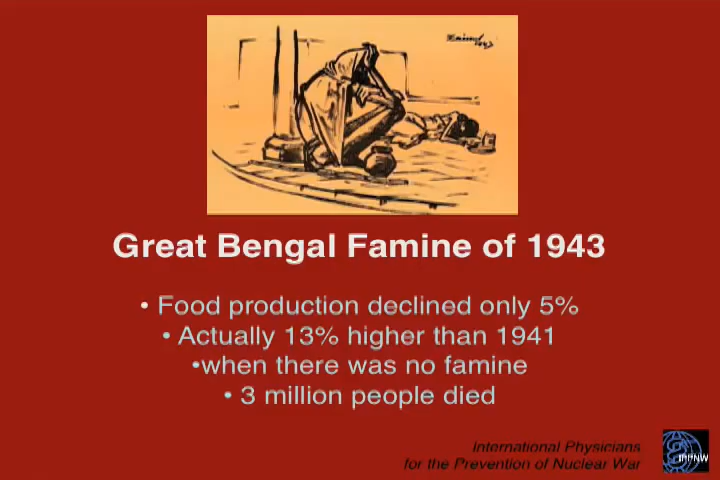 1943
Great Bengal Famine of 1943
• Food production declined only 5%
• Actually 13% higher than 1941
•when there was no famine
• 3 million people died
International Physicians
for the Prevention of Nuclear War
IPPNW